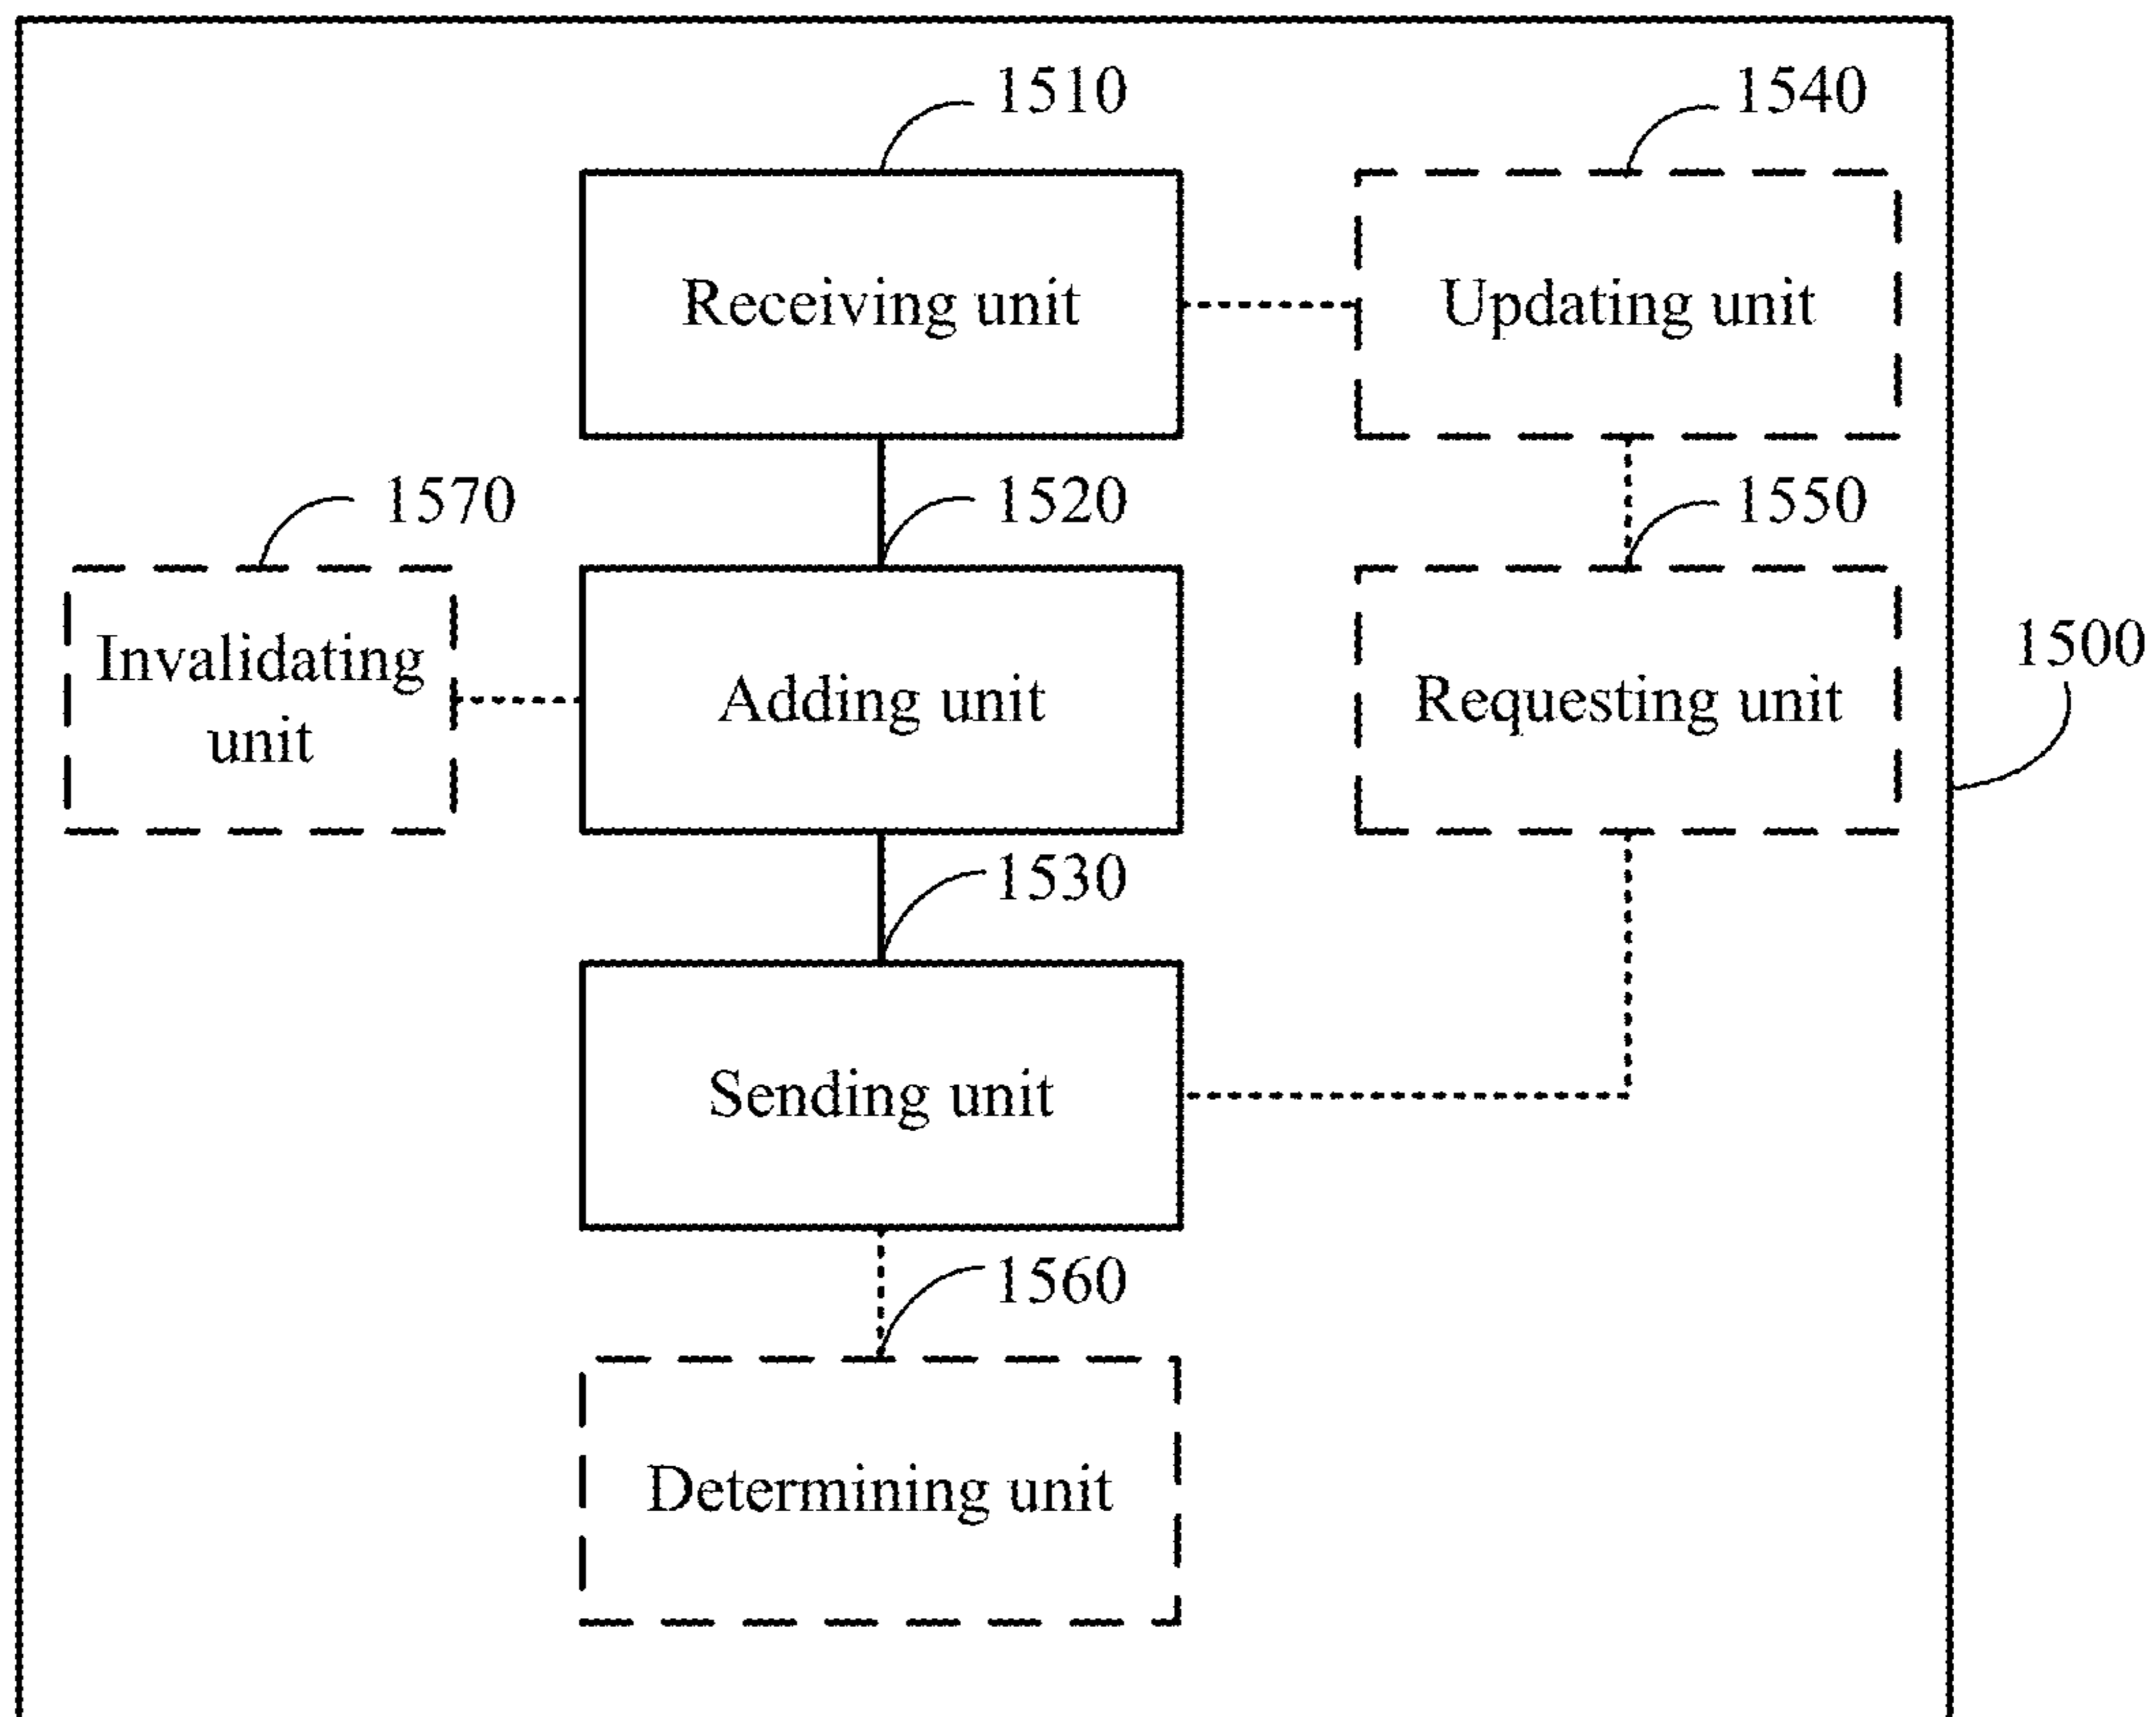 1510
1540
Receiving unit
Updating unit
1570
1520
1550
Invalidating
unit
Adding unit
Requesting unit
1500
1530
Sending unit
1560
Determining unit